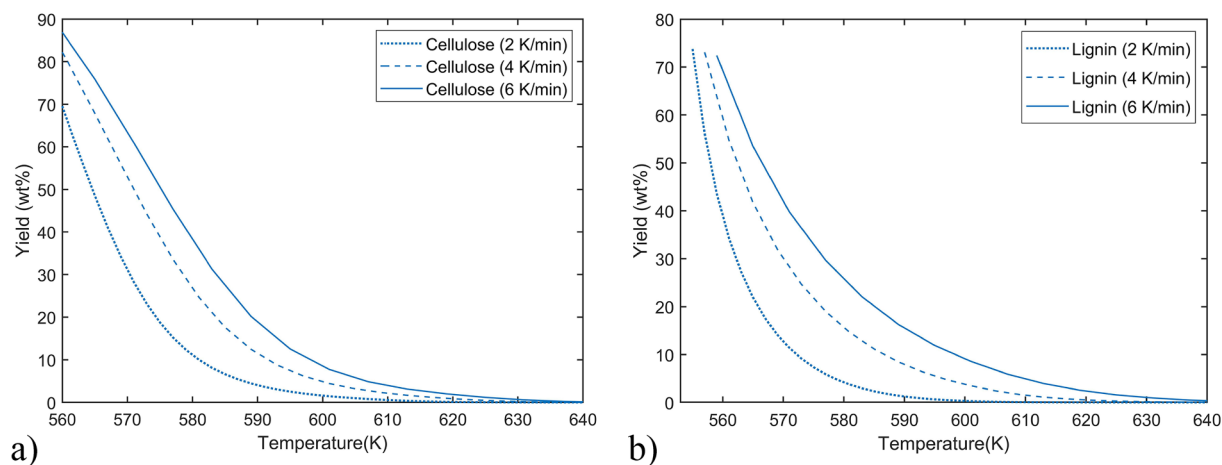 90
80
70
60
50
40
30
20
10
0
Yield (wt%)
Cellulose (2 K/min)
Cellulose (4 K/min)
Cellulose (6 K/min)
560 570 580 590 600 610 620 630 640
Temperature(K)
a)
80
70
60
50
40
30
20
10
0
Yield (wt%)
Lignin (2 K/min)
Lignin (4 K/min)
Lignin (6 K/min)
560 570 580 590 600 610 620 630 640
Temperature(K)
b)